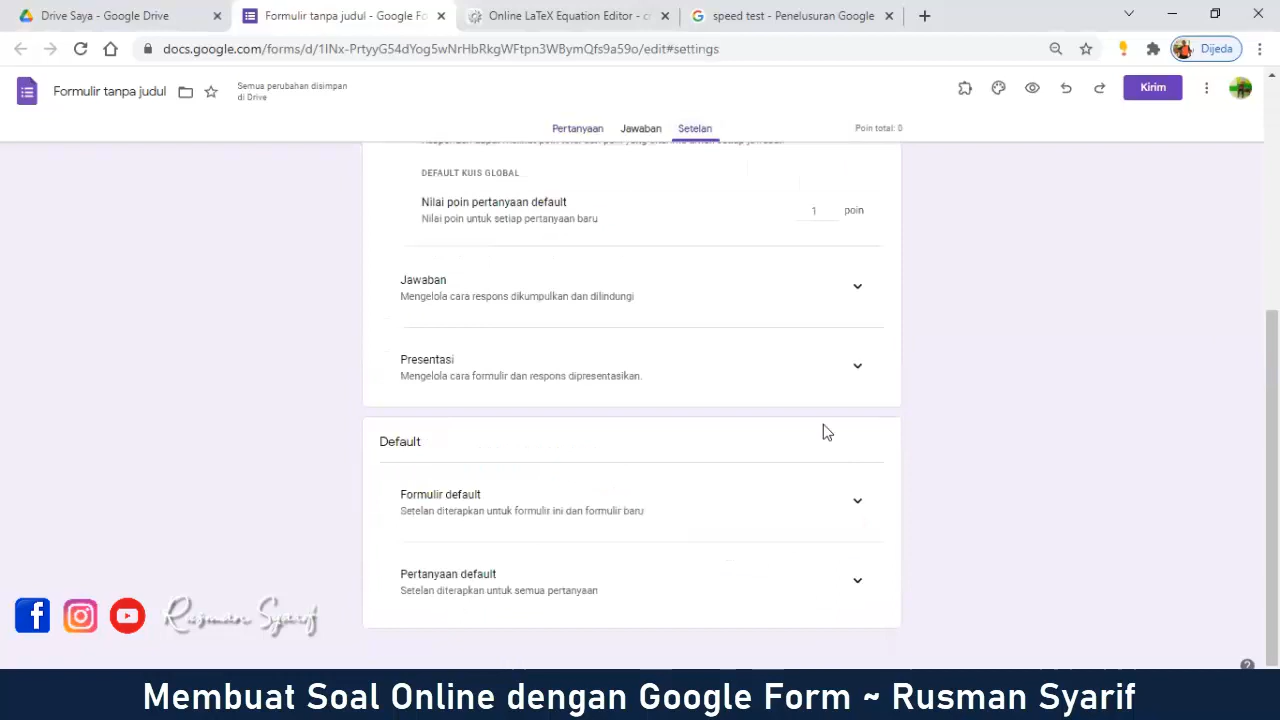 Drive Saya - Google Drive
Formulir tanpa judul - Google Fo
Online LaTeX Equation Editor - c
speed test - Penelusuran Google
docs.google.com/forms/d/1INx-PrtyyG54dYog5wNrHbRkgWFtpn3WBymQfs9a59o/edit#settings
Dijeda
Formulir tanpa judul
Semua perubahan disimpan
di Drive
Kirim
Pertanyaan
Jawaban
Setelan
Poin total: 0
DEFAULT KUIS GLOBAL
Nilai poin pertanyaan default
Nilai poin untuk setiap pertanyaan baru
1 poin
Jawaban
Mengelola cara respons dikumpulkan dan dilindungi
Presentasi
Mengelola cara formulir dan respons dipresentasikan.
Default
Formulir default
Setelan diterapkan untuk formulir ini dan formulir baru
Pertanyaan default
Setelan diterapkan untuk semua pertanyaan
Rusman Syarif
Membuat Soal Online dengan Google Form ~ Rusman Syarif